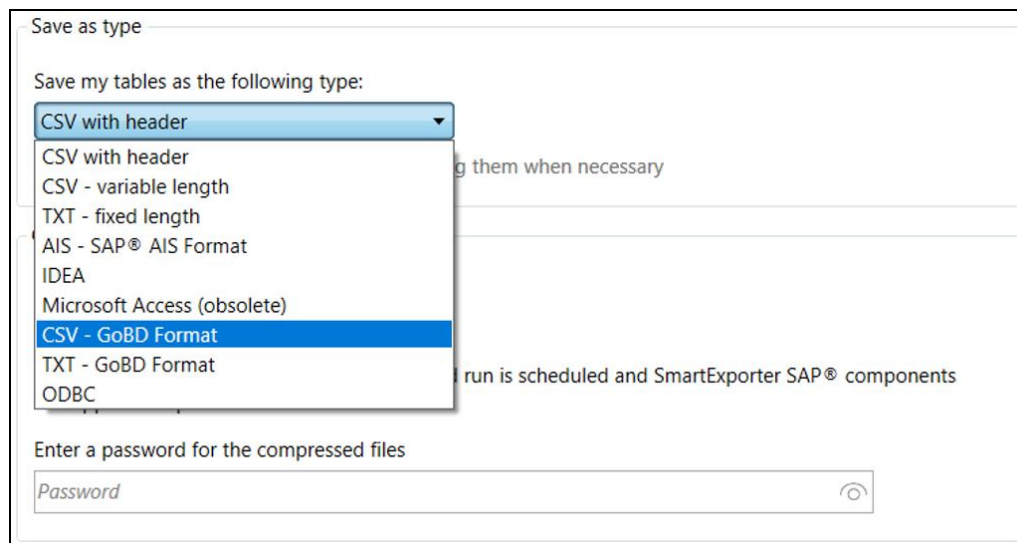 Save as type
Save my tables as the following type:
CSV with header
CSV with header
g them when necessary
CSV - variable length
TXT - fixed length
AIS - SAP® AIS Format
IDEA
Microsoft Access (obsolete)
CSV - GoBD Format
TXT - GoBD Format
run is scheduled and SmartExporter SAP® components
ODBC
Enter a password for the compressed files
Password